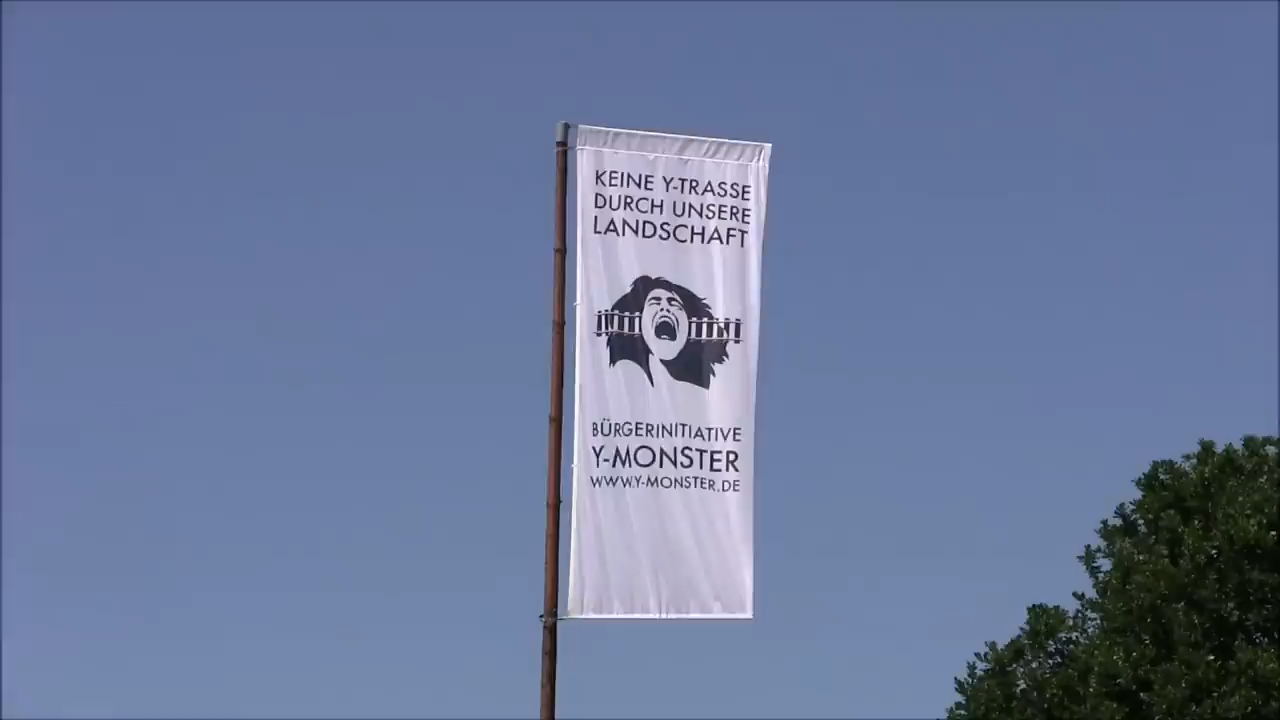 KEINE Y-TRASSE
DURCH UNSERE
LANDSCHAFT
BÜRGERINITIATIVE
Y-MONSTER
WWW.Y-MONSTER.DE